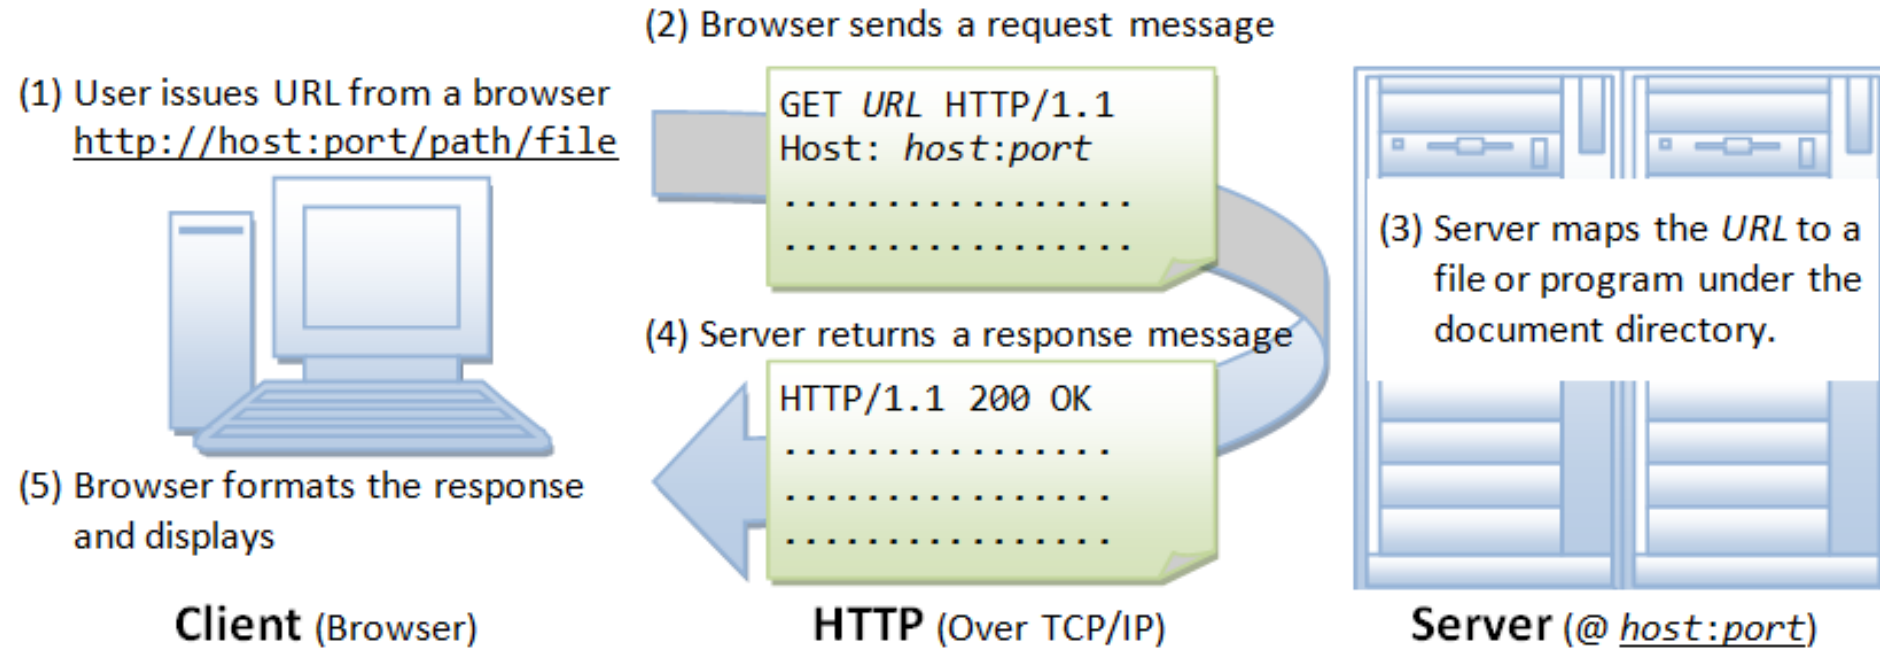 (1) User issues URL from a browser
http://host:port/path/file
(2) Browser sends a request message
GET URL HTTP/1.1
Host: host:port
.................
.................
(3) Server maps the URL to a
file or program under the
document directory.
(4) Server returns a response message
HTTP/1.1 200 OK
................
................
................
(5) Browser formats the response
and displays
Client (Browser)
HTTP (Over TCP/IP)
Server (@ host:port)